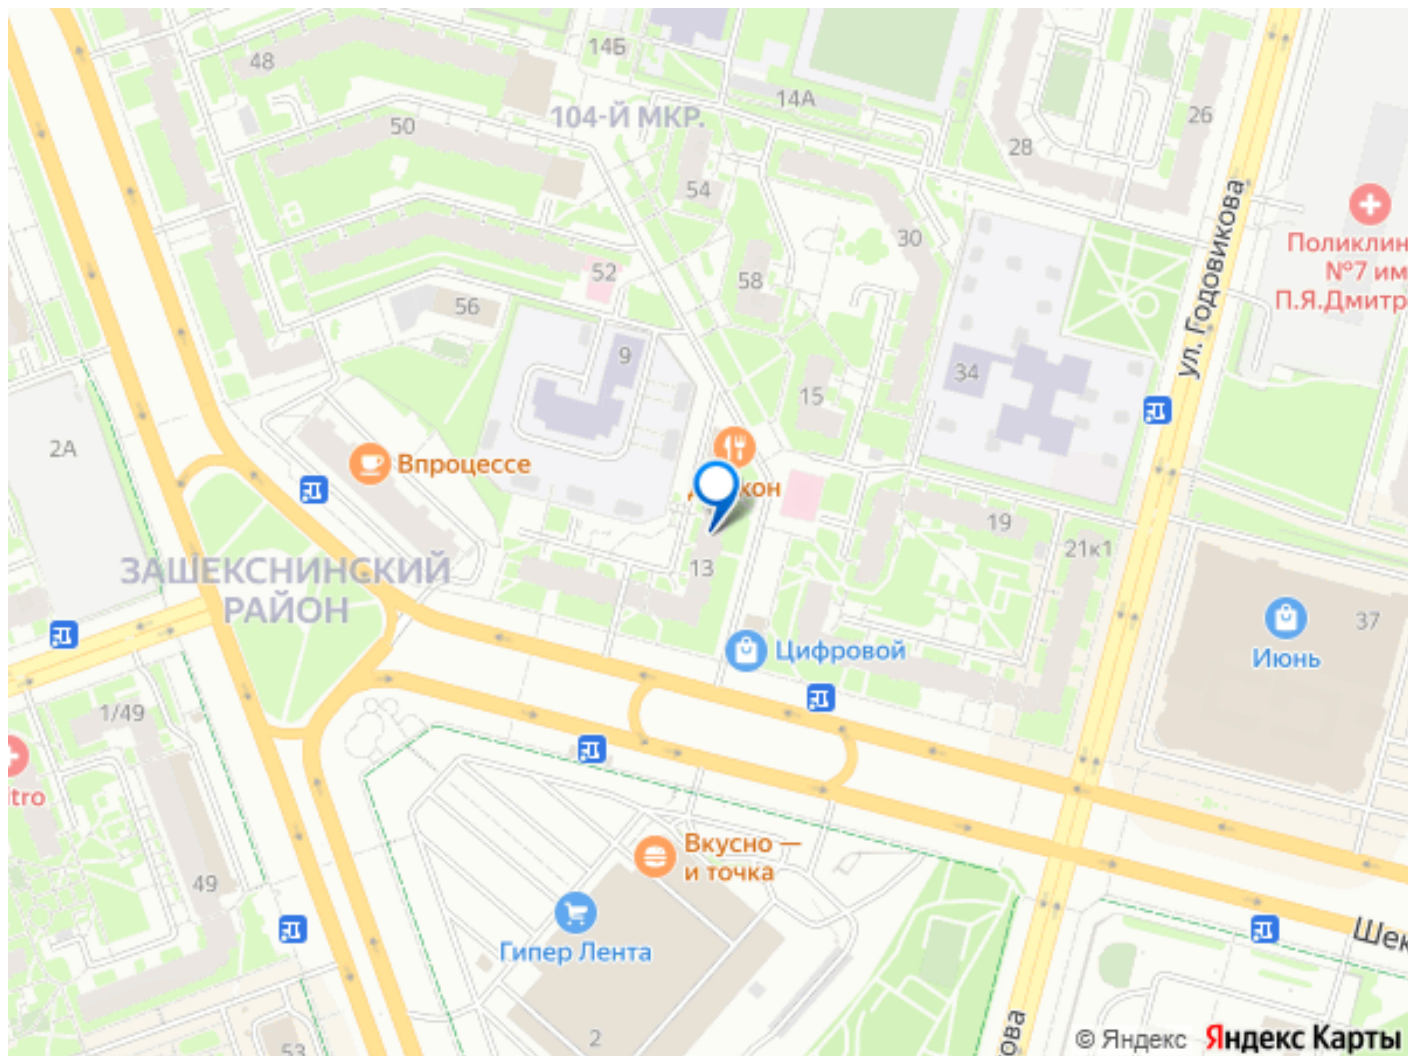 48
14Б
14А
104-Й МКР.
50
26
28
54
ул. Годовикова
30
58
52
56
Поликлин
№7 им
П.Я.Дмитр
9
34
15
2А
Впроцессе
19
21к1
13
ЗАШЕКСНИНСКИЙ
РАЙОН
Цифровой
37
Июнь
1/49
itro
49
Вкусно —
и точка
Гипер Лента
Шек
2
53
ова
© Яндекс Яндекс Карты